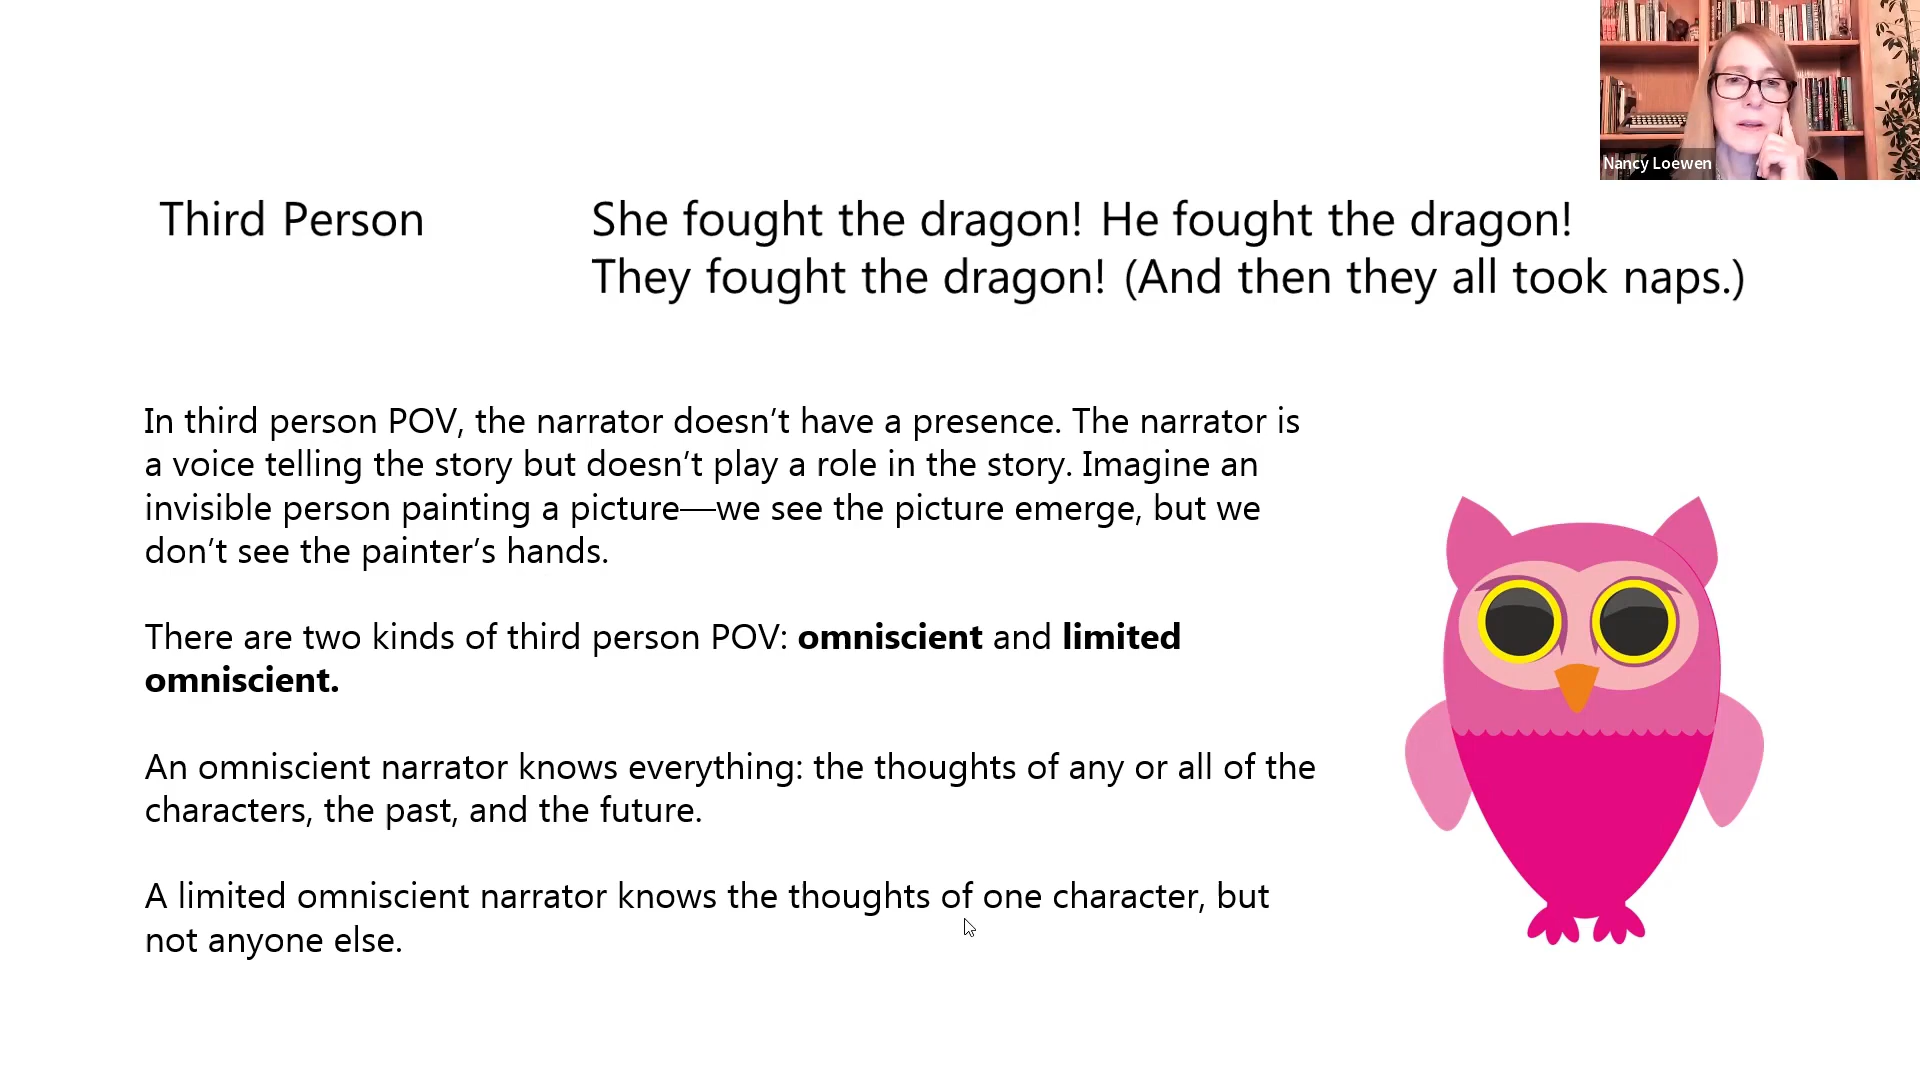 Nancy Loewen
Third Person
She fought the dragon! He fought the dragon!
They fought the dragon! (And then they all took naps.)
In third person POV, the narrator doesn’t have a presence. The narrator is
a voice telling the story but doesn’t play a role in the story. Imagine an
invisible person painting a picture—we see the picture emerge, but we
don’t see the painter’s hands.
There are two kinds of third person POV: omniscient and limited
omniscient.
An omniscient narrator knows everything: the thoughts of any or all of the
characters, the past, and the future.
A limited omniscient narrator knows the thoughts of one character, but
not anyone else.